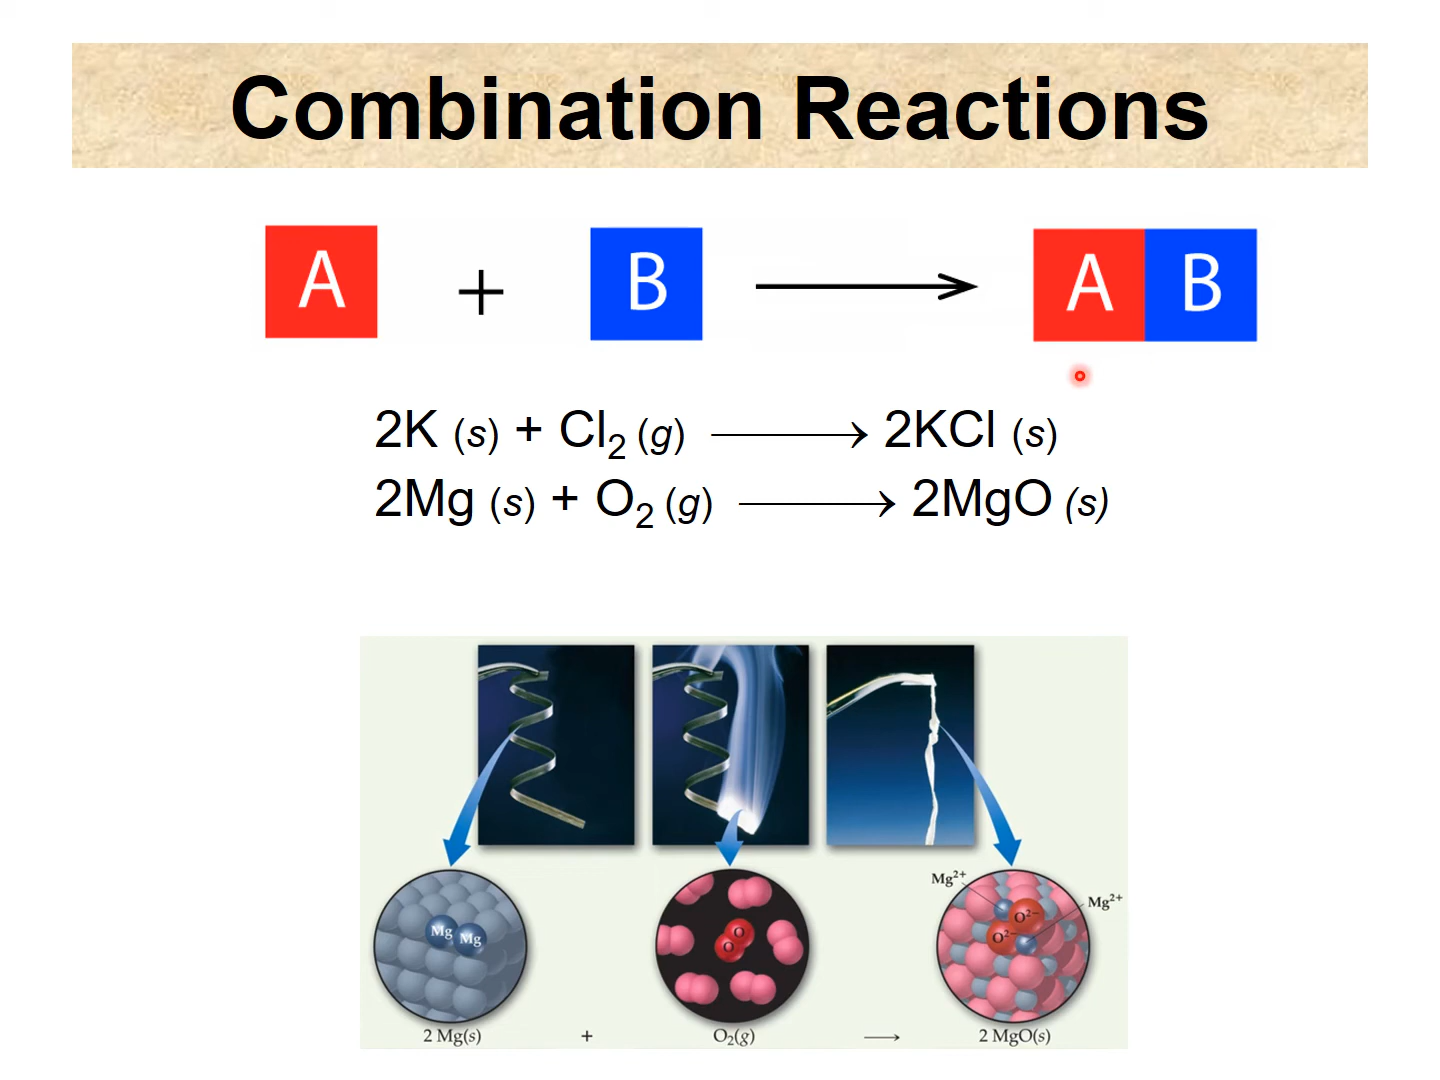 Combination Reactions
A + B ⟶ A B
2K (s) + Cl₂ (g) ⟶ 2KCl (s)
2Mg (s) + O₂ (g) ⟶ 2MgO (s)
Mg²⁺
Mg²⁺
Mg Mg
O
O
O²⁻
O²⁻
2 Mg(s) + O₂(g) ⟶ 2 MgO(s)